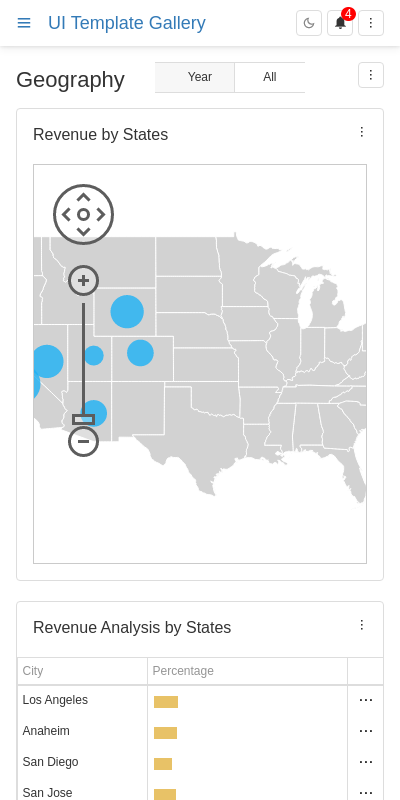 UI Template Gallery
4
Geography
Year
All
Revenue by States
Revenue Analysis by States
City
Percentage
Los Angeles
Anaheim
San Diego
San Jose